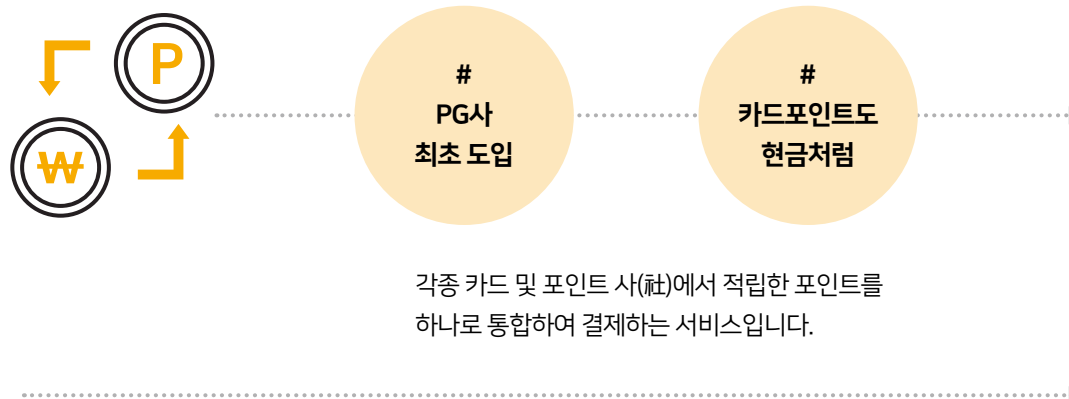 P
₩
#
PG사
최초 도입
#
카드포인트도
현금처럼
각종 카드 및 포인트 사(社)에서 적립한 포인트를
하나로 통합하여 결제하는 서비스입니다.